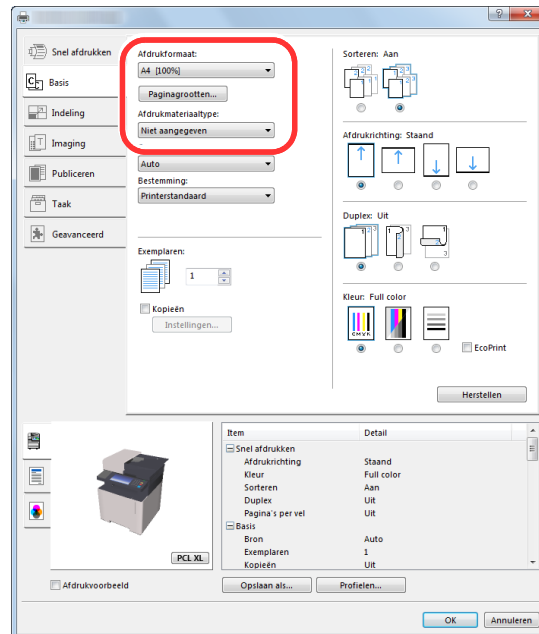 Snel afdrukken
Basis
Indeling
Imaging
Publiceren
Taak
Geavanceerd
Afdrukformaat:
A4 [100%]
Paginagrootten...
Afdrukmateriaaltype:
Niet aangegeven
Auto
Bestemming:
Printerstandaard
Exemplaren:
1
Kopieën
Instellingen...
Sorteren: Aan
Afdrukrichting: Staand
Duplex: Uit
Kleur: Full color
CMYK
EcoPrint
Herstellen
Item Detail
Snel afdrukken
Afdrukrichting Staand
Kleur Full color
Sorteren Aan
Duplex Uit
Pagina's per vel Uit
Basis
Bron Auto
Exemplaren 1
Kopieën Uit
PCL XL
Afdrukvoorbeeld
Opslaan als...
Profielen...
OK
Annuleren